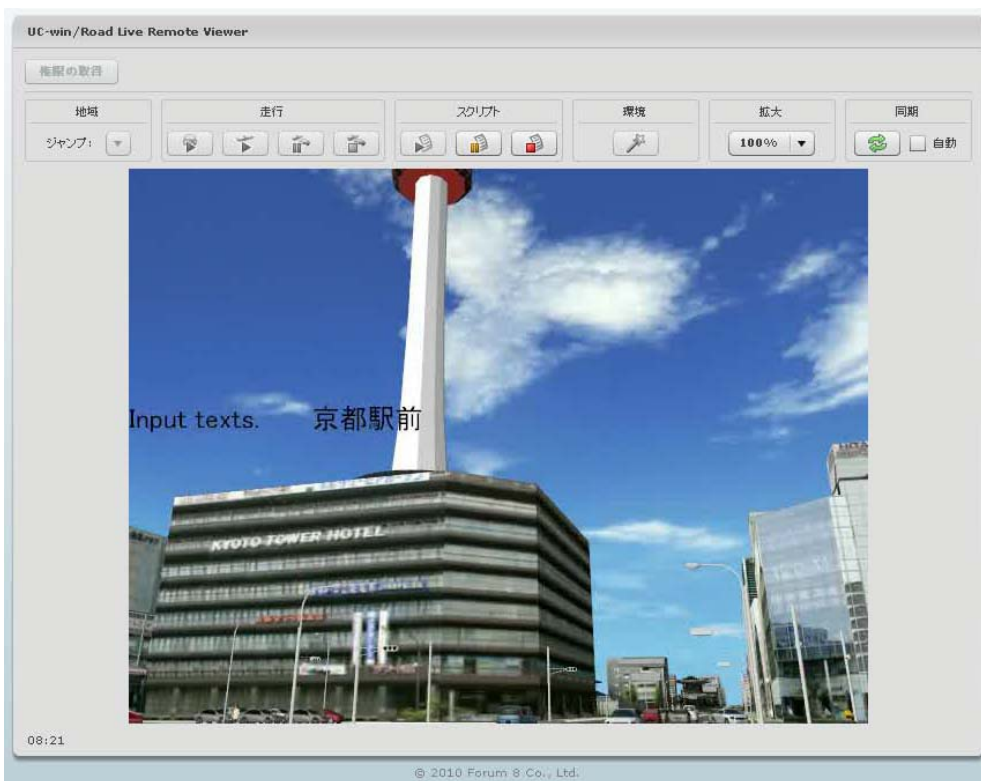 UC-win/Road Live Remote Viewer
権限の取得
地域 走行 スクリプト 環境 拡大 同期
ジャンプ: 100% 自動
Input texts. 京都駅前
KYOTO TOWER HOTEL
08:21
© 2010 Forum 8 Co., Ltd.